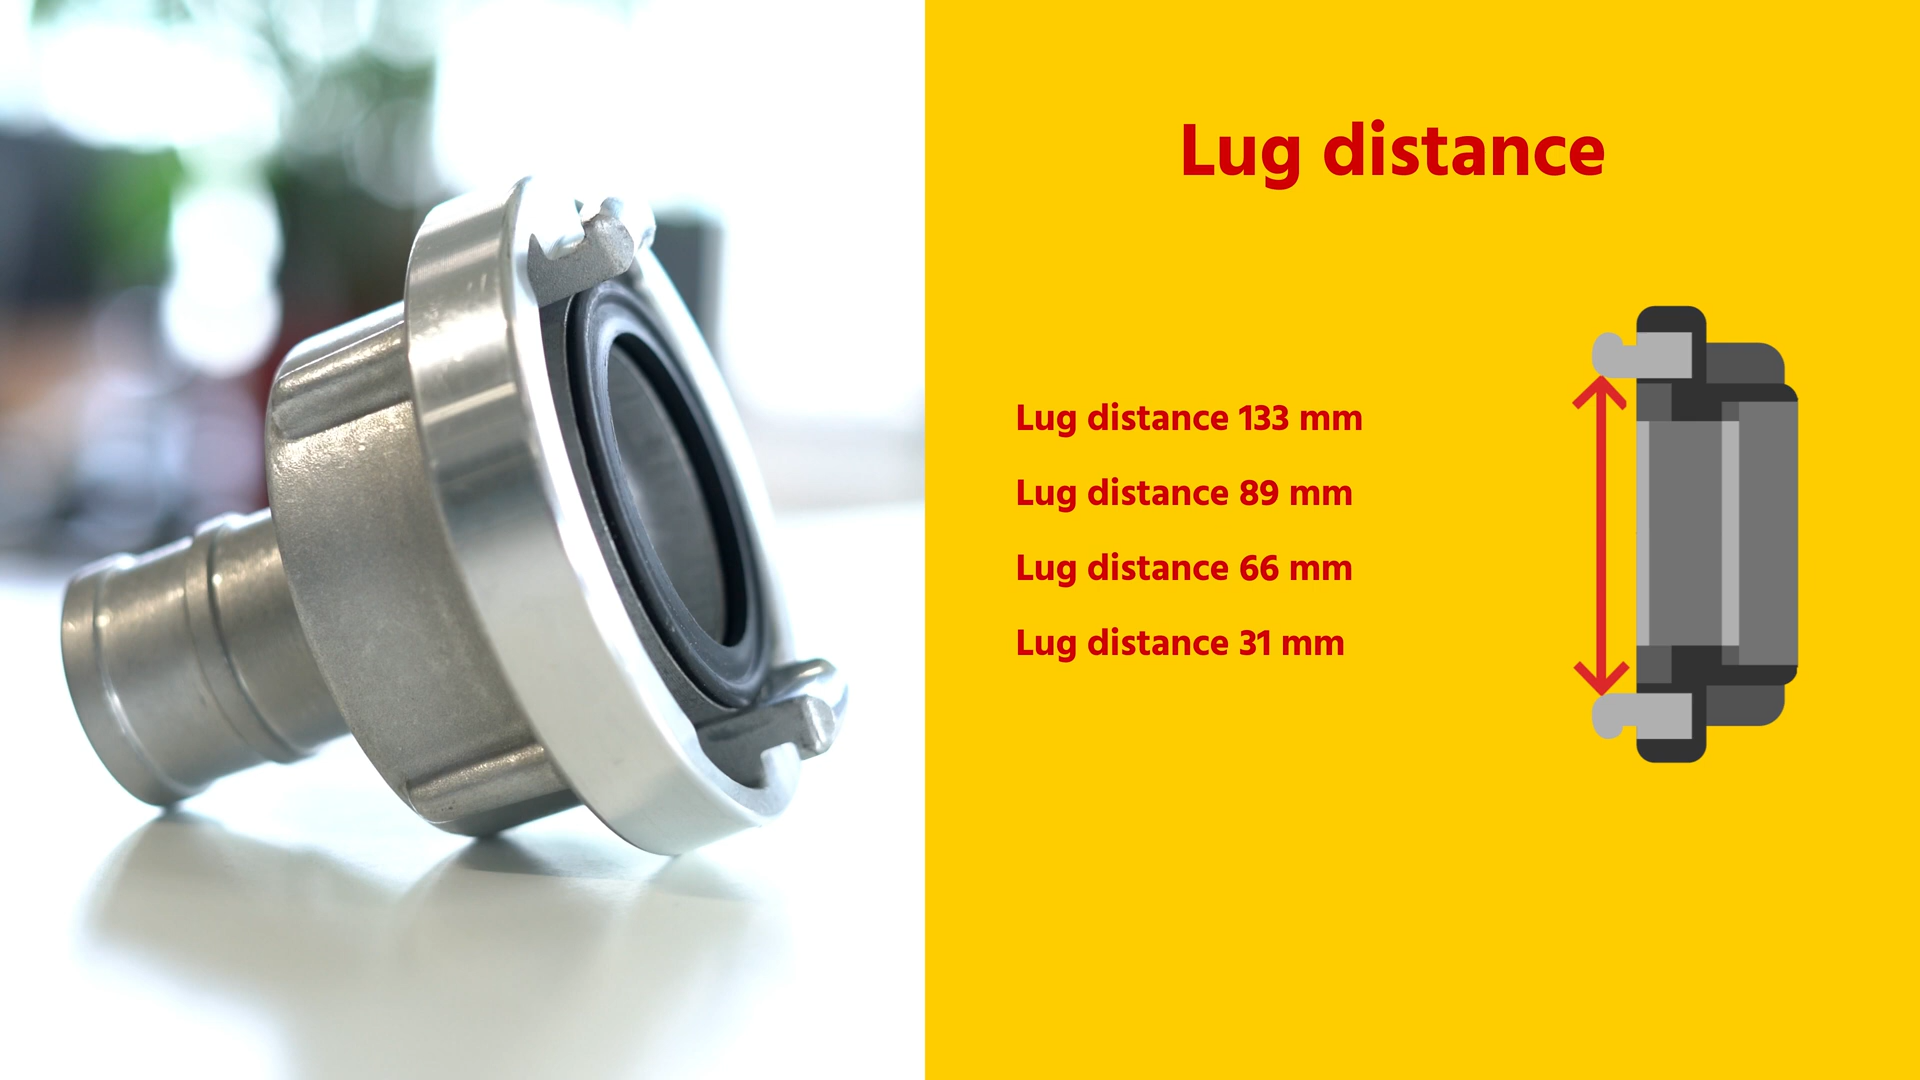 Lug distance
Lug distance 133 mm
Lug distance 89 mm
Lug distance 66 mm
Lug distance 31 mm